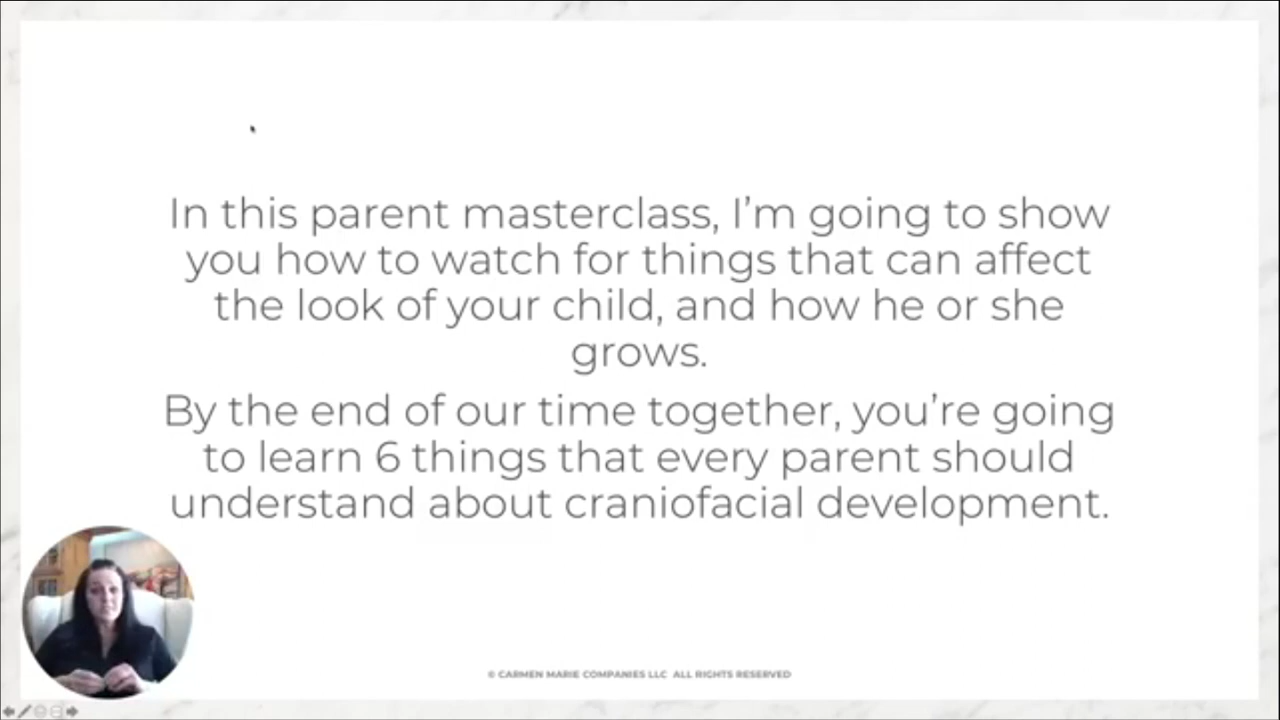 In this parent masterclass, I’m going to show
you how to watch for things that can affect
the look of your child, and how he or she
grows.
By the end of our time together, you’re going
to learn 6 things that every parent should
understand about craniofacial development.
© CARMEN MARIE COMPANIES LLC ALL RIGHTS RESERVED